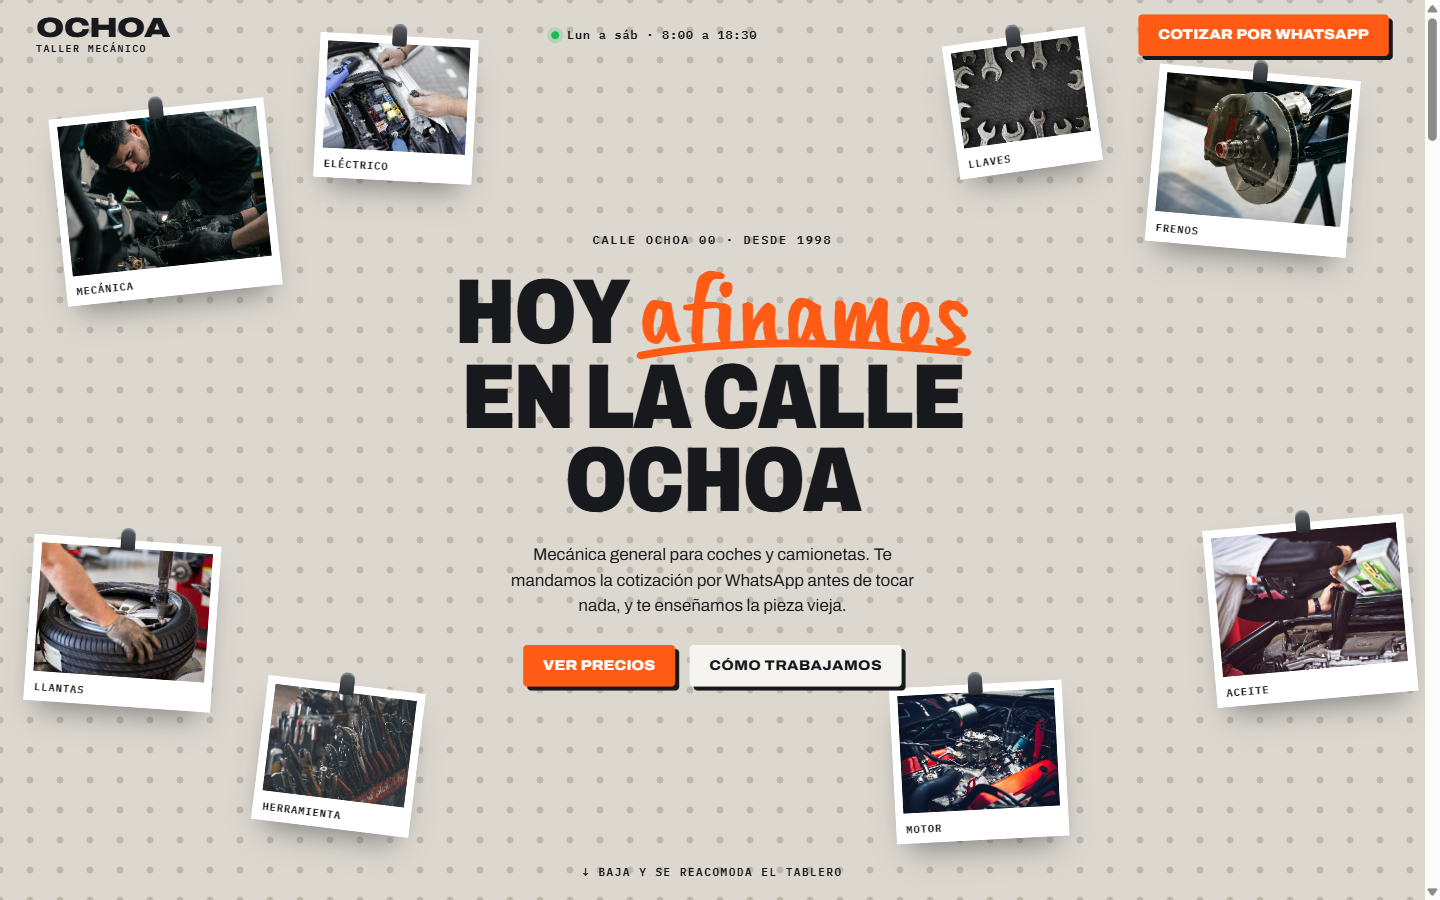 OCHOA
TALLER MECÁNICO
Lun a sáb · 8:00 a 18:30
COTIZAR POR WHATSAPP
ELÉCTRICO
LLAVES
MECÁNICA
FRENOS
CALLE OCHOA 00 · DESDE 1998
HOY afinamos
EN LA CALLE
OCHOA
Mecánica general para coches y camionetas. Te
mandamos la cotización por WhatsApp antes de tocar
nada, y te enseñamos la pieza vieja.
VER PRECIOS
CÓMO TRABAJAMOS
LLANTAS
ACEITE
HERRAMIENTA
MOTOR
↓ BAJA Y SE REACOMODA EL TABLERO